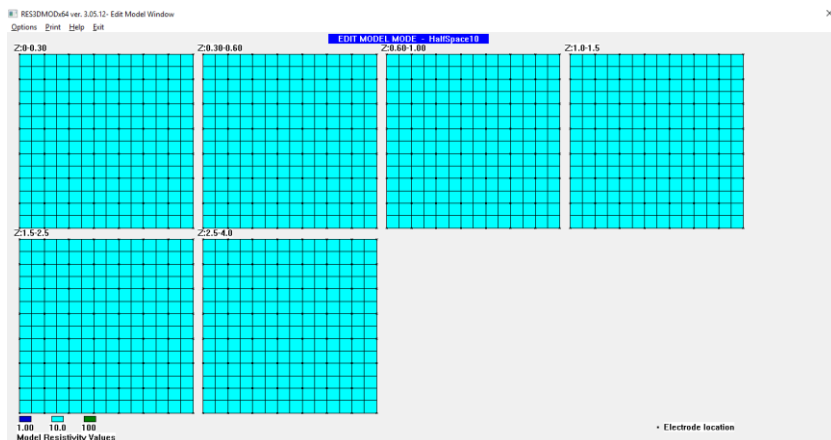 RES3DMODx64 ver. 3.05.12- Edit Model Window
Options Print Help Exit
EDIT MODEL MODE - HalfSpace10
Z:0-0.30 Z:0.30-0.60 Z:0.60-1.00 Z:1.0-1.5
Z:1.5-2.5 Z:2.5-4.0
1.00 10.0 100
Electrode location
Model Resistivity Values